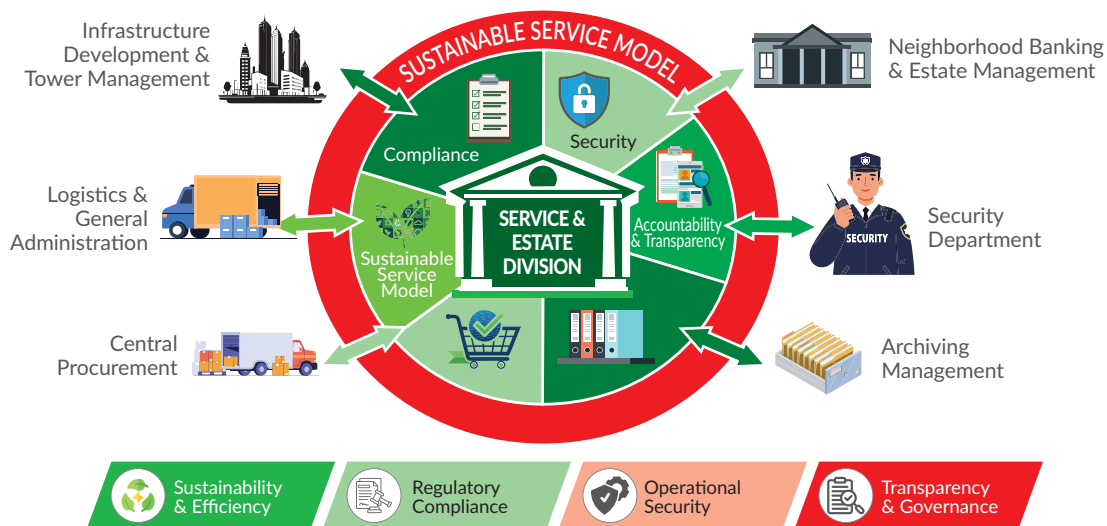 SUSTAINABLE SERVICE MODEL
Infrastructure
Development &
Tower Management
Neighborhood Banking
& Estate Management
Compliance
Security
Logistics &
General
Administration
SERVICE &
ESTATE
DIVISION
Accountability
& Transparency
SECURITY
Security
Department
Sustainable
Service
Model
Central
Procurement
Archiving
Management
Sustainability
& Efficiency
Regulatory
Compliance
Operational
Security
Transparency
& Governance